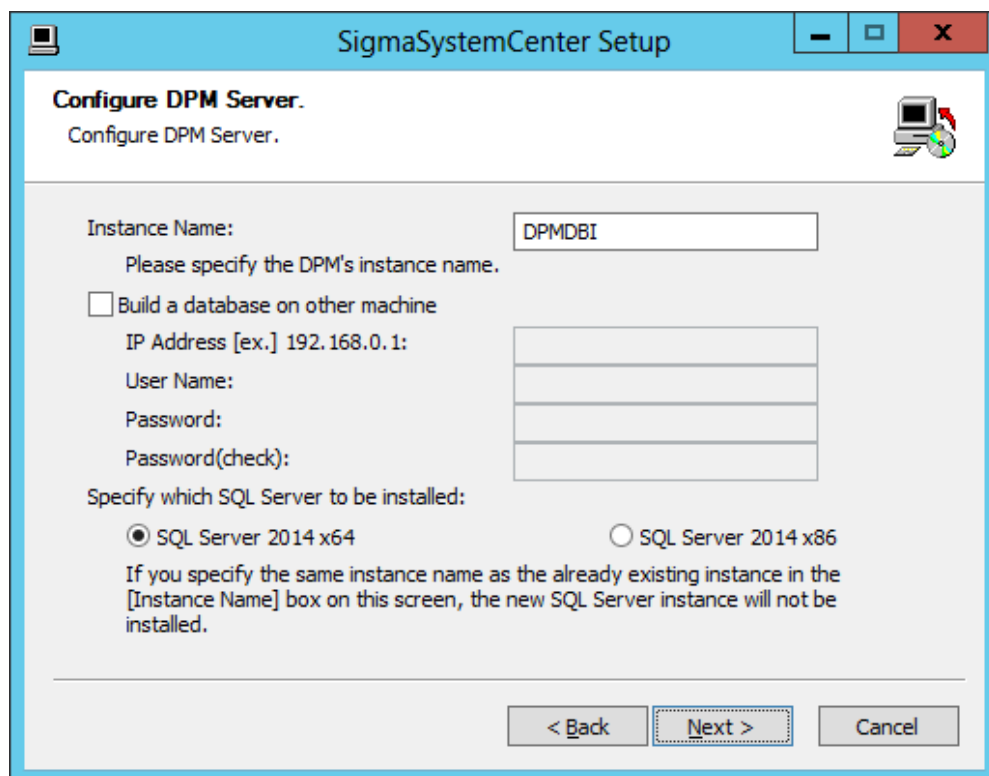 SigmaSystemCenter Setup
Configure DPM Server.
Configure DPM Server.
Instance Name:
DPMDBI
Please specify the DPM's instance name.
Build a database on other machine
IP Address [ex.] 192.168.0.1:
User Name:
Password:
Password(check):
Specify which SQL Server to be installed:
SQL Server 2014 x64
SQL Server 2014 x86
If you specify the same instance name as the already existing instance in the
[Instance Name] box on this screen, the new SQL Server instance will not be
installed.
< Back
Next >
Cancel